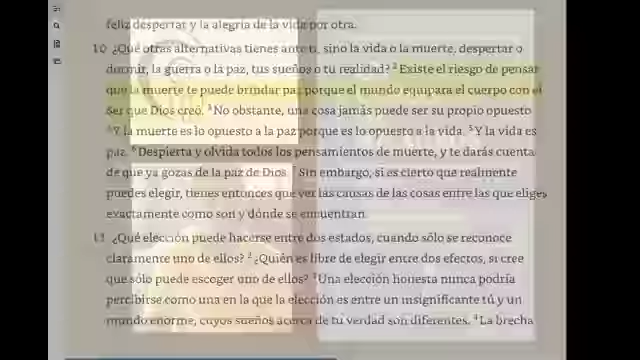 feliz despertar y la alegría de la vida por otra.
10 ¿Qué otras alternativas tienes ante ti, sino la vida o la muerte, despertar o
dormir, la guerra o la paz, tus sueños o tu realidad? ² Existe el riesgo de pensar
que la muerte te puede brindar paz, porque el mundo equipara el cuerpo con el
Ser que Dios creó. ³ No obstante, una cosa jamás puede ser su propio opuesto
⁴ Y la muerte es lo opuesto a la paz porque es lo opuesto a la vida. ⁵ Y la vida es
paz. ⁶ Despierta y olvida todos los pensamientos de muerte, y te darás cuenta
de que ya gozas de la paz de Dios. ⁷ Sin embargo, si es cierto que realmente
puedes elegir, tienes entonces que ver las causas de las cosas entre las que eliges
exactamente como son y dónde se encuentran.
11 ¿Qué elección puede hacerse entre dos estados, cuando sólo se reconoce
claramente uno de ellos? ² ¿Quién es libre de elegir entre dos efectos, si cree
que sólo puede escoger uno de ellos? ³ Una elección honesta nunca podría
percibirse como una en la que la elección es entre un insignificante tú y un
mundo enorme, cuyos sueños acerca de tu verdad son diferentes. ⁴ La brecha